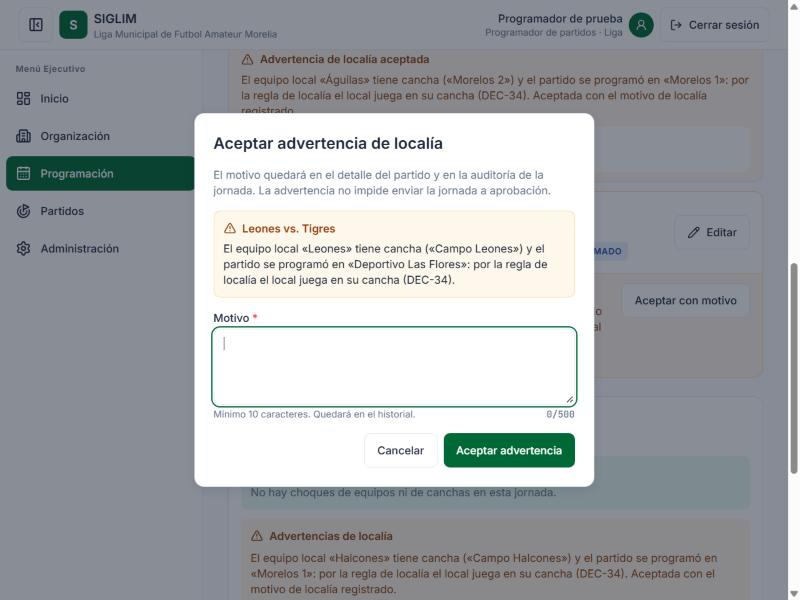 SIGLIM
Liga Municipal de Futbol Amateur Morelia
Programador de prueba
Programador de partidos · Liga
S
Cerrar sesión
Menú Ejecutivo
Inicio
Organización
Programación
Partidos
Administración
Advertencia de localía aceptada
El equipo local «Águilas» tiene cancha («Morelos 2») y el partido se programó en «Morelos 1»: por
la regla de localía el local juega en su cancha (DEC-34). Aceptada con el motivo de localía
registrado.
Aceptar advertencia de localía
El motivo quedará en el detalle del partido y en la auditoría de la
jornada. La advertencia no impide enviar la jornada a aprobación.
Leones vs. Tigres
El equipo local «Leones» tiene cancha («Campo Leones») y el
partido se programó en «Deportivo Las Flores»: por la regla de
localía el local juega en su cancha (DEC-34).
Motivo *
Mínimo 10 caracteres. Quedará en el historial.
0/500
Cancelar
Aceptar advertencia
Editar
MADO
Aceptar con motivo
o
al
No hay choques de equipos ni de canchas en esta jornada.
Advertencias de localía
El equipo local «Halcones» tiene cancha («Campo Halcones») y el partido se programó en
«Morelos 1»: por la regla de localía el local juega en su cancha (DEC-34). Aceptada con el
motivo de localía registrado.